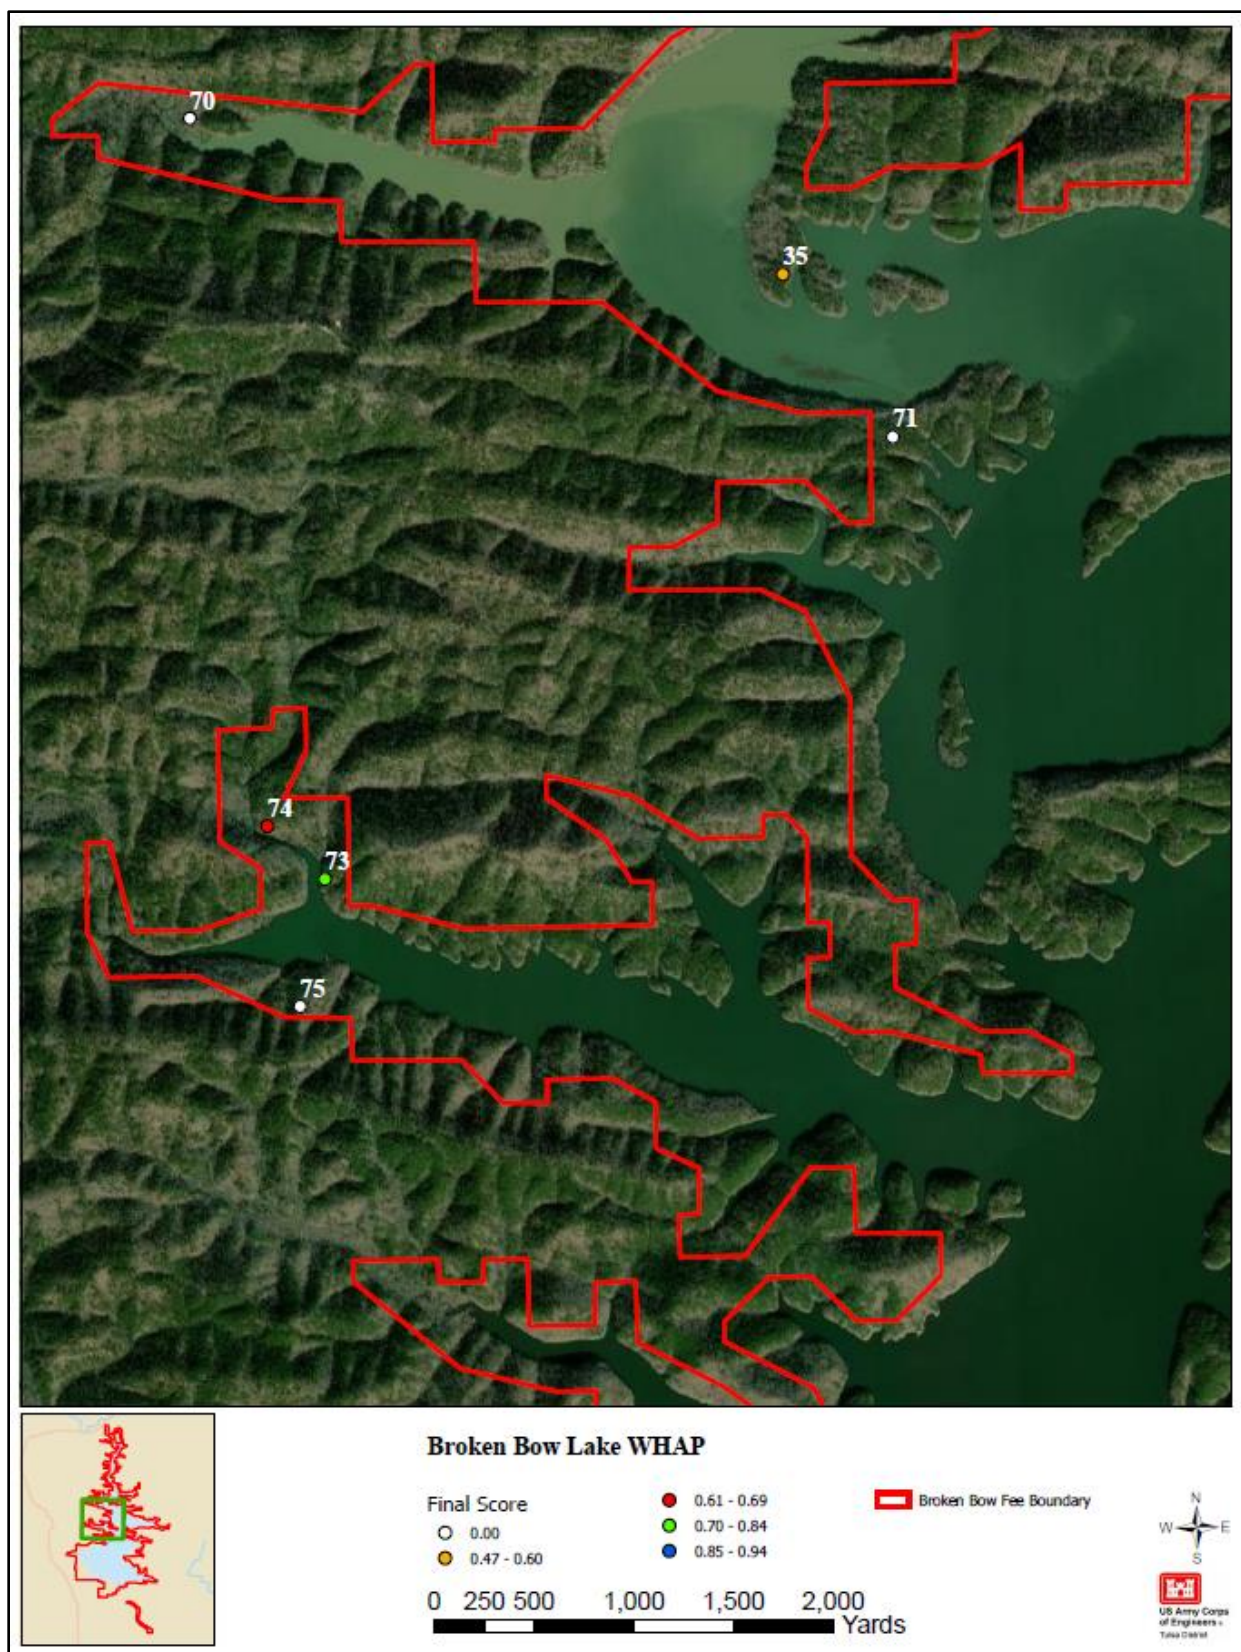 70
35
71
74
73
75
Broken Bow Lake WHAP
Final Score
0.00
0.47 - 0.60
0.61 - 0.69
0.70 - 0.84
0.85 - 0.94
Broken Bow Fee Boundary
0 250 500 1,000 1,500 2,000
Yards
N
W E
S
US Army Corps
of Engineers
Tulsa District